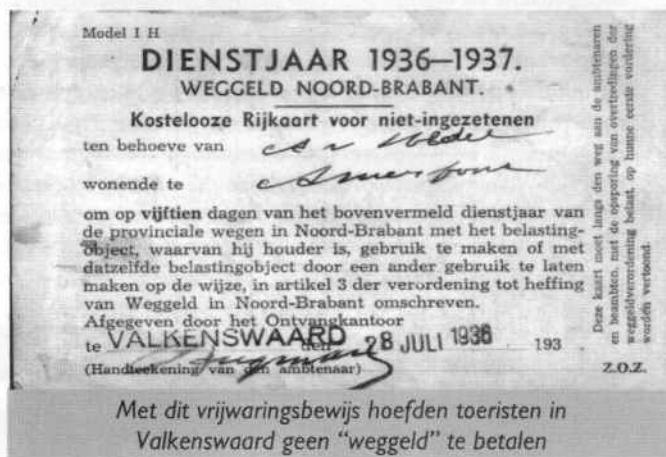 Model I H
DIENSTJAAR 1936—1937.
WEGGELD NOORD-BRABANT.
Kostelooze Rijkaart voor niet-ingezetenen
ten behoeve van
wonende te
om op vijftien dagen van het bovenvermeld dienstjaar van
de provinciale wegen in Noord-Brabant met het belasting-
object, waarvan hij houder is, gebruik te maken of met
datzelfde belastingobject door een ander gebruik te laten
maken op de wijze, in artikel 3 der verordening tot heffing
van Weggeld in Noord-Brabant omschreven.
Afgegeven door het Ontvangkantoor
te VALKENSWAARD den 28 JULI 1936 193
(Handteekening van den ambtenaar)
Z.O.Z.
Deze kaart moet langs den weg aan de ambtenaren
en beambten, met de opsporing van overtredingen der
weggeldverordening belast, op hunne eerste vordering
worden vertoond.
Met dit vrijwaringsbewijs hoefden toeristen in
Valkenswaard geen "weggeld" te betalen